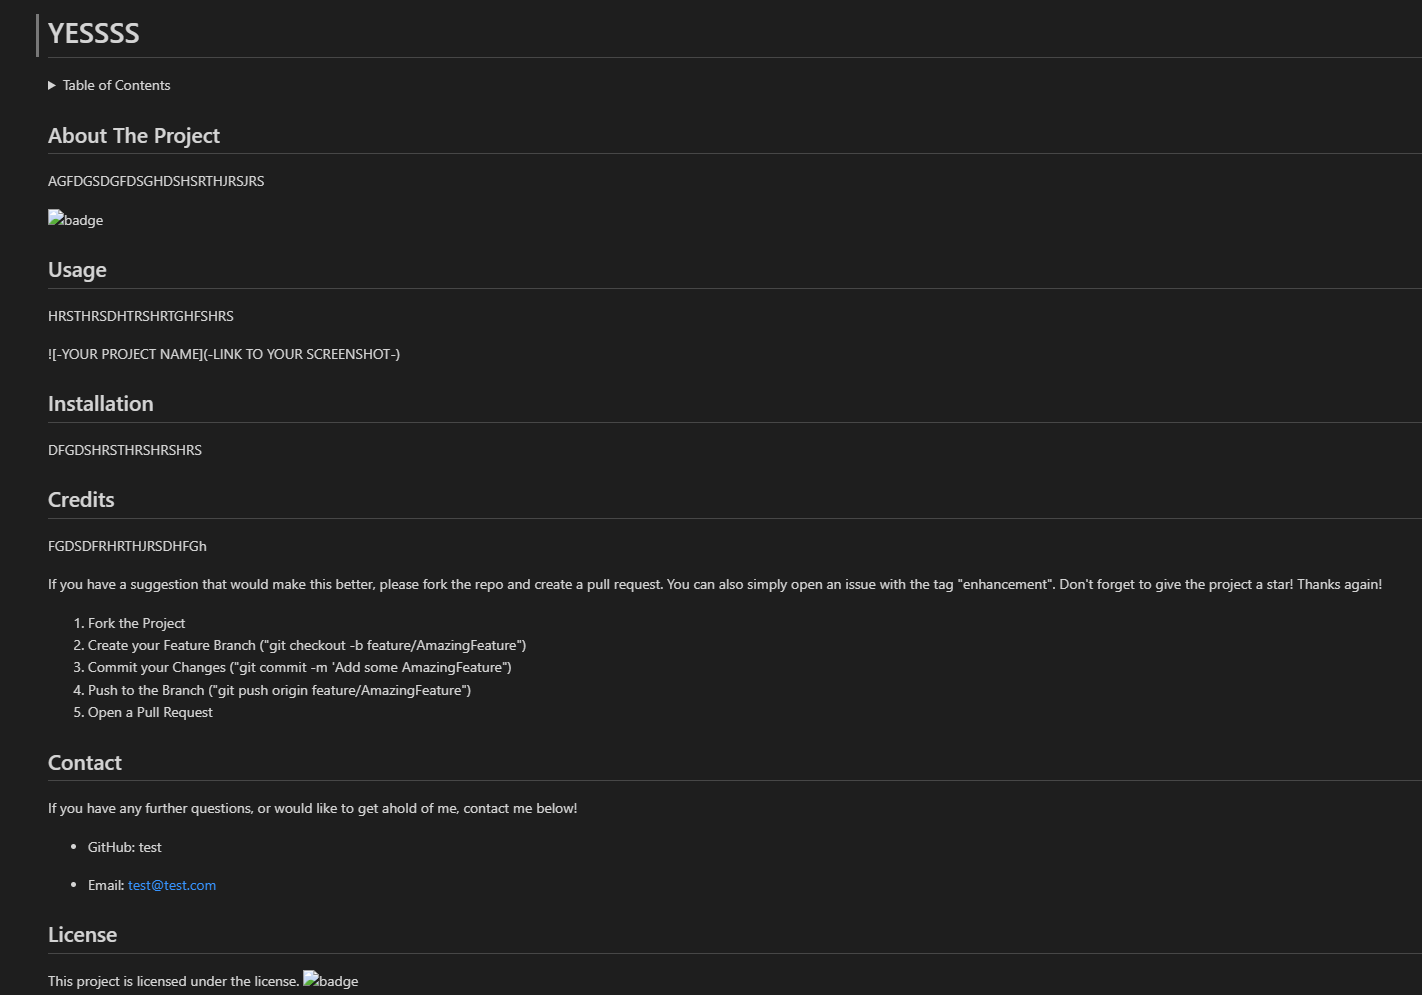 YESSSS
Table of Contents
About The Project
AGFDGSDGFDSGHDSHSRTHJRSJRS
badge
Usage
HRSTHRSDHTRSHRTGHFSHRS
![-YOUR PROJECT NAME](-LINK TO YOUR SCREENSHOT-)
Installation
DFGDSHRSTHRSHRSHRS
Credits
FGDSDFRHRTHJRSDHFGh
If you have a suggestion that would make this better, please fork the repo and create a pull request. You can also simply open an issue with the tag "enhancement". Don't forget to give the project a star! Thanks again!
1. Fork the Project
2. Create your Feature Branch ("git checkout -b feature/AmazingFeature")
3. Commit your Changes ("git commit -m 'Add some AmazingFeature")
4. Push to the Branch ("git push origin feature/AmazingFeature")
5. Open a Pull Request
Contact
If you have any further questions, or would like to get ahold of me, contact me below!
• GitHub: test
• Email: test@test.com
License
This project is licensed under the license. badge